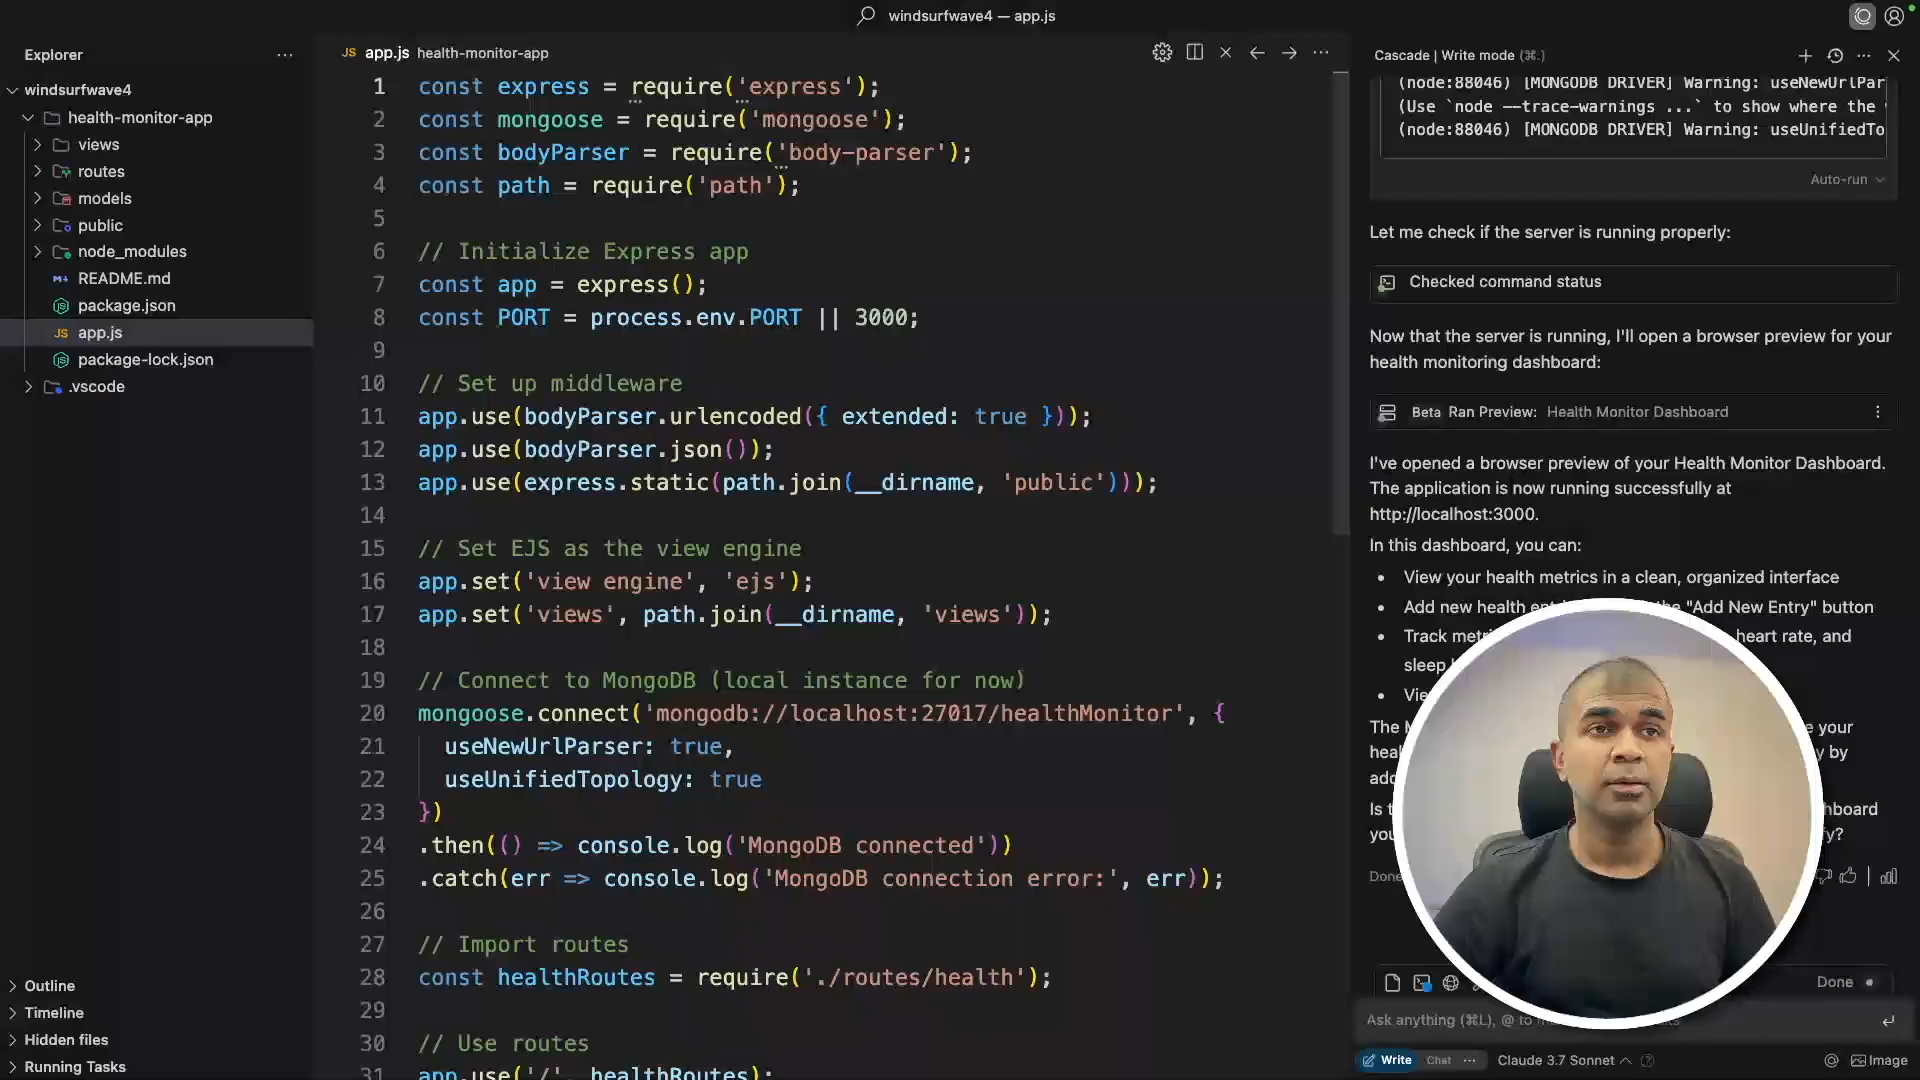 windsurfwave4 — app.js
Explorer
windsurfwave4
health-monitor-app
views
routes
models
public
node_modules
README.md
package.json
JS app.js
package-lock.json
.vscode
Outline
Timeline
Hidden files
Running Tasks
JS app.js health-monitor-app
1 const express = require('express');
2 const mongoose = require('mongoose');
3 const bodyParser = require('body-parser');
4 const path = require('path');
5
6 // Initialize Express app
7 const app = express();
8 const PORT = process.env.PORT || 3000;
9
10 // Set up middleware
11 app.use(bodyParser.urlencoded({ extended: true }));
12 app.use(bodyParser.json());
13 app.use(express.static(path.join(__dirname, 'public')));
14
15 // Set EJS as the view engine
16 app.set('view engine', 'ejs');
17 app.set('views', path.join(__dirname, 'views'));
18
19 // Connect to MongoDB (local instance for now)
20 mongoose.connect('mongodb://localhost:27017/healthMonitor', {
21 useNewUrlParser: true,
22 useUnifiedTopology: true
23 })
24 .then(() => console.log('MongoDB connected'))
25 .catch(err => console.log('MongoDB connection error:', err));
26
27 // Import routes
28 const healthRoutes = require('./routes/health');
29
30 // Use routes
31 app.use('/', healthRoutes);
Cascade | Write mode (⌘.)
(node:88046) [MONGODB DRIVER] Warning: useNewUrlPar
(Use `node --trace-warnings ...` to show where the
(node:88046) [MONGODB DRIVER] Warning: useUnifiedTo
Auto-run
Let me check if the server is running properly:
Checked command status
Now that the server is running, I'll open a browser preview for your
health monitoring dashboard:
Beta Ran Preview: Health Monitor Dashboard
I've opened a browser preview of your Health Monitor Dashboard.
The application is now running successfully at
http://localhost:3000.
In this dashboard, you can:
• View your health metrics in a clean, organized interface
• Add new health the "Add New Entry" button
• Track heart rate, and
sleep
•
The your
by
Is
Done
Done
Ask anything (⌘L), @ to
Write Chat ··· Claude 3.7 Sonnet Image